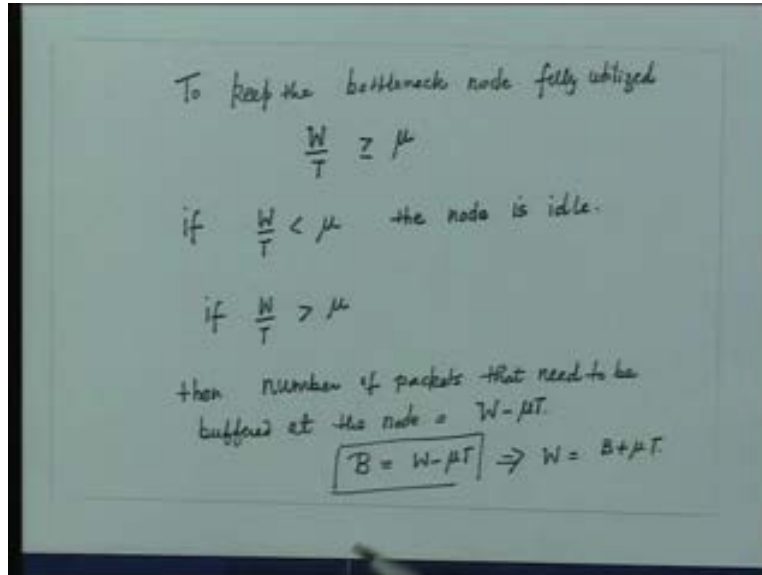 To keep the bottleneck node fully utilized
W/T ≥ μ
if W/T < μ the node is idle.
if W/T > μ
then number of packets that need to be
buffered at the node = W-μT.
B = W-μT ⇒ W = B+μT.